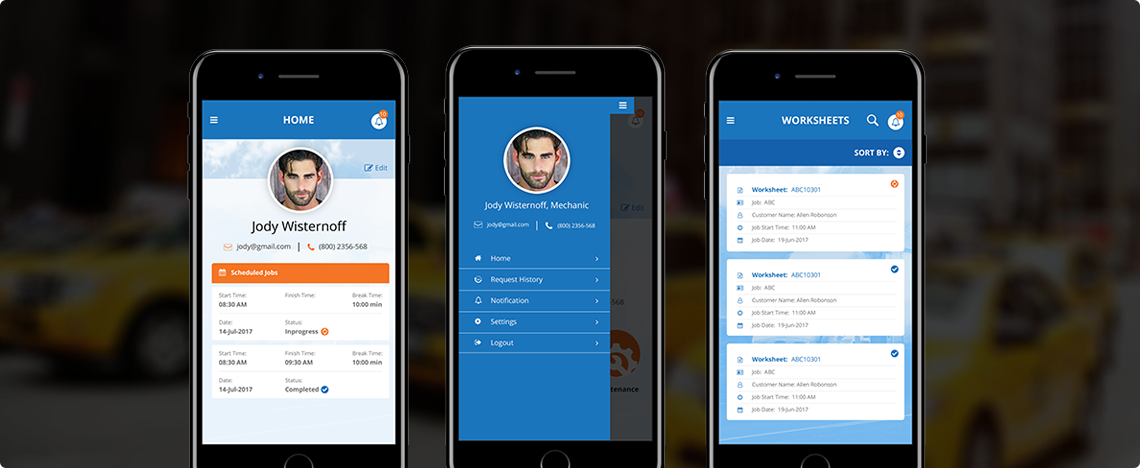 HOME
10
Edit
Jody Wisternoff
jody@gmail.com | (800) 2356-568
Scheduled Jobs
Start Time: Finish Time: Break Time:
08:30 AM 10:00 min
Date: Status:
14-Jul-2017 Inprogress
Start Time: Finish Time: Break Time:
08:30 AM 09:30 AM 10:00 min
Date: Status:
14-Jul-2017 Completed
Jody Wisternoff, Mechanic
jody@gmail.com | (800) 2356-568
Home
Request History
Notification
Settings
Logout
Edit
68
tenance
WORKSHEETS
10
SORT BY:
Worksheet: ABC10301
Job: ABC
Customer Name: Allen Robonson
Job Start Time: 11:00 AM
Job Date: 19-Jun-2017
Worksheet: ABC10301
Job: ABC
Customer Name: Allen Robonson
Job Start Time: 11:00 AM
Job Date: 19-Jun-2017
Worksheet: ABC10301
Job: ABC
Customer Name: Allen Robonson
Job Start Time: 11:00 AM
Job Date: 19-Jun-2017